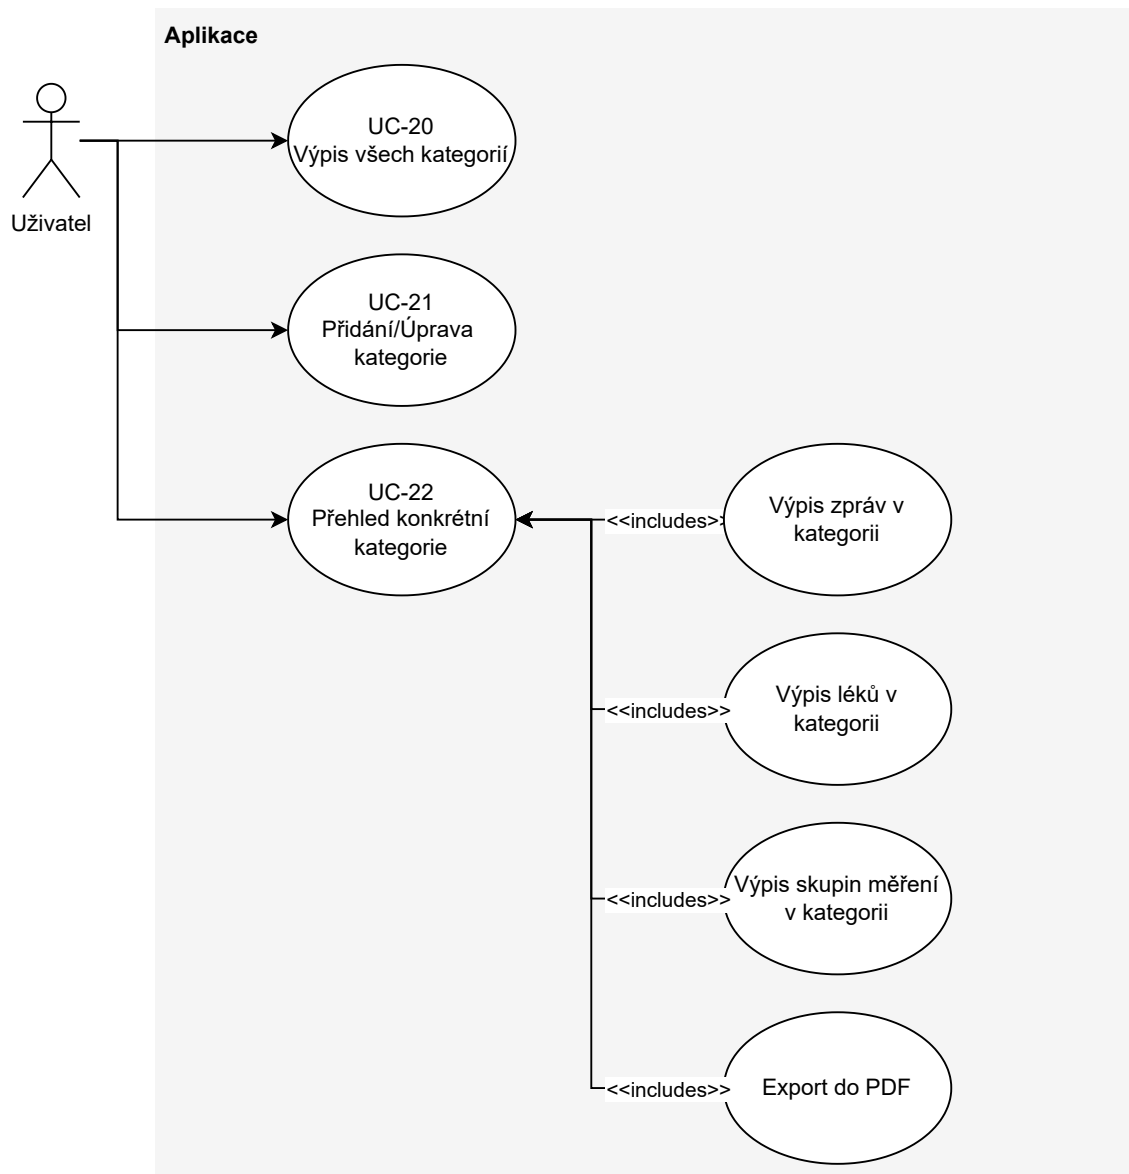 Aplikace
Uživatel
UC-20
Výpis všech kategorií
UC-21
Přidání/Úprava
kategorie
UC-22
Přehled konkrétní
kategorie
<<includes>>
Výpis zpráv v
kategorii
<<includes>>
Výpis léků v
kategorii
<<includes>>
Výpis skupin měření
v kategorii
<<includes>>
Export do PDF